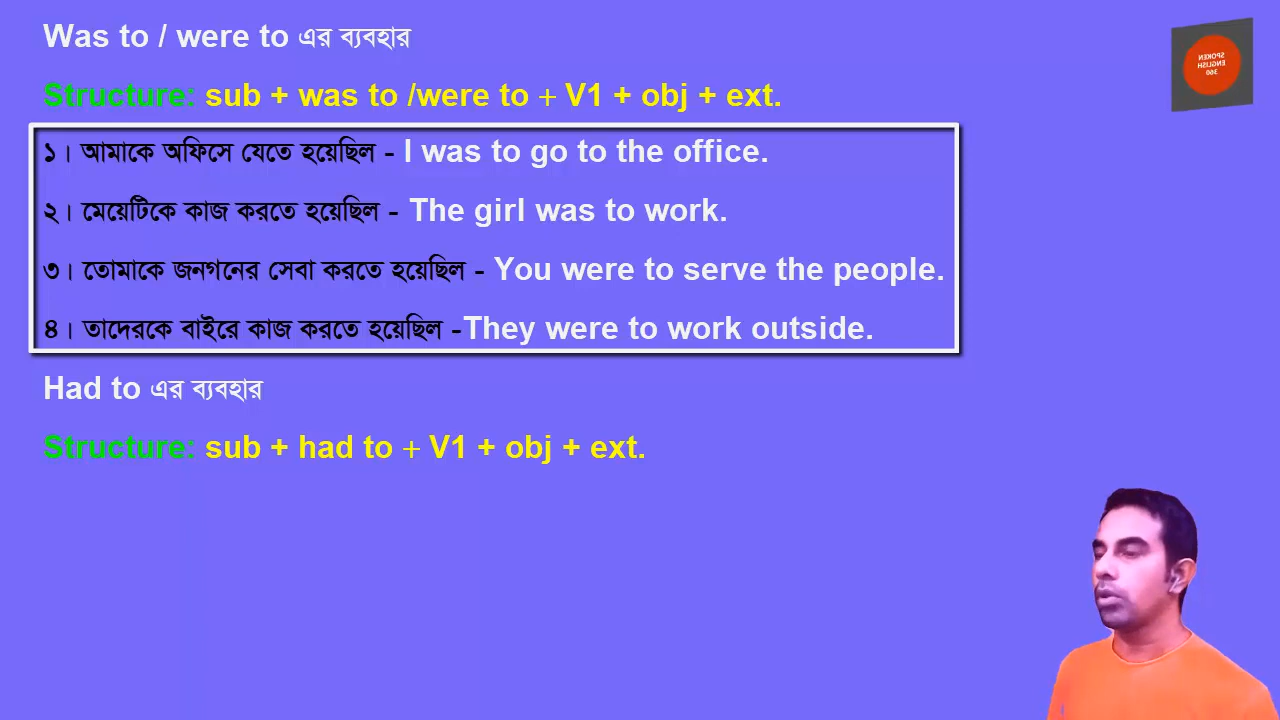 Was to / were to এর ব্যবহার
SPOKEN
ENGLISH
360
Structure: sub + was to /were to + V1 + obj + ext.
১। আমাকে অফিসে যেতে হয়েছিল - I was to go to the office.
২। মেয়েটিকে কাজ করতে হয়েছিল - The girl was to work.
৩। তোমাকে জনগনের সেবা করতে হয়েছিল - You were to serve the people.
৪। তাদেরকে বাইরে কাজ করতে হয়েছিল -They were to work outside.
Had to এর ব্যবহার
Structure: sub + had to + V1 + obj + ext.